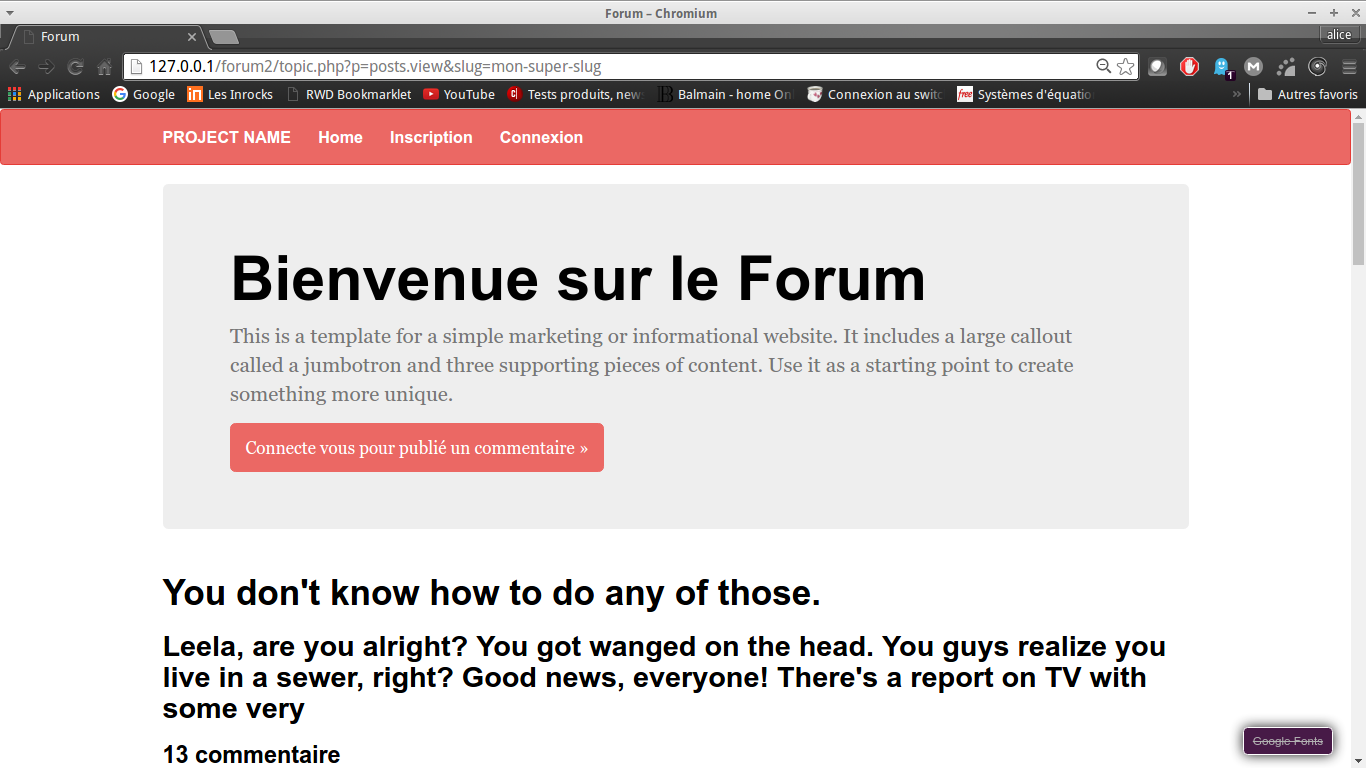 Forum – Chromium
Forum
alice
127.0.0.1/forum2/topic.php?p=posts.view&slug=mon-super-slug
1
Applications Google Les Inrocks RWD Bookmarklet YouTube Tests produits, new Balmain - home Onl Connexion au switc free Systèmes d'équatio » Autres favoris
PROJECT NAME Home Inscription Connexion
Bienvenue sur le Forum
This is a template for a simple marketing or informational website. It includes a large callout
called a jumbotron and three supporting pieces of content. Use it as a starting point to create
something more unique.
Connecte vous pour publié un commentaire »
You don't know how to do any of those.
Leela, are you alright? You got wanged on the head. You guys realize you
live in a sewer, right? Good news, everyone! There's a report on TV with
some very
13 commentaire
Google Fonts